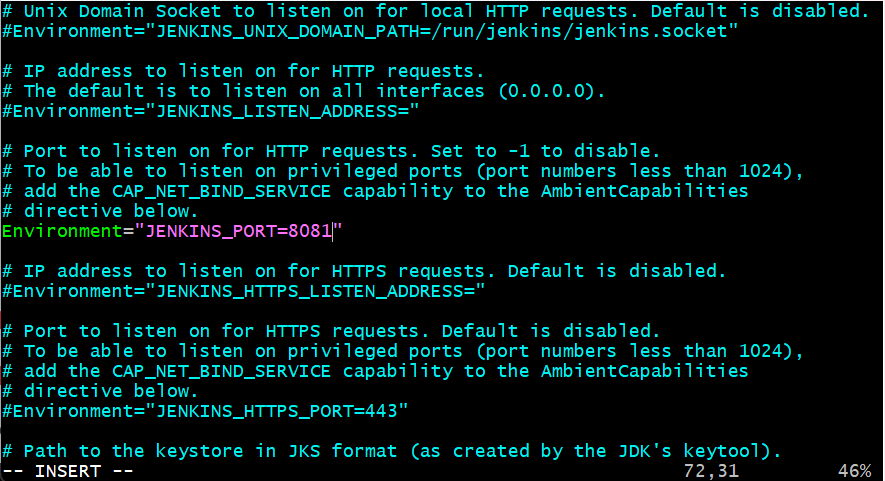 # Unix Domain Socket to listen on for local HTTP requests. Default is disabled.
#Environment="JENKINS_UNIX_DOMAIN_PATH=/run/jenkins/jenkins.socket"
# IP address to listen on for HTTP requests.
# The default is to listen on all interfaces (0.0.0.0).
#Environment="JENKINS_LISTEN_ADDRESS="
# Port to listen on for HTTP requests. Set to -1 to disable.
# To be able to listen on privileged ports (port numbers less than 1024),
# add the CAP_NET_BIND_SERVICE capability to the AmbientCapabilities
# directive below.
Environment="JENKINS_PORT=8081"
# IP address to listen on for HTTPS requests. Default is disabled.
#Environment="JENKINS_HTTPS_LISTEN_ADDRESS="
# Port to listen on for HTTPS requests. Default is disabled.
# To be able to listen on privileged ports (port numbers less than 1024),
# add the CAP_NET_BIND_SERVICE capability to the AmbientCapabilities
# directive below.
#Environment="JENKINS_HTTPS_PORT=443"
# Path to the keystore in JKS format (as created by the JDK's keytool).
-- INSERT -- 72,31 46%